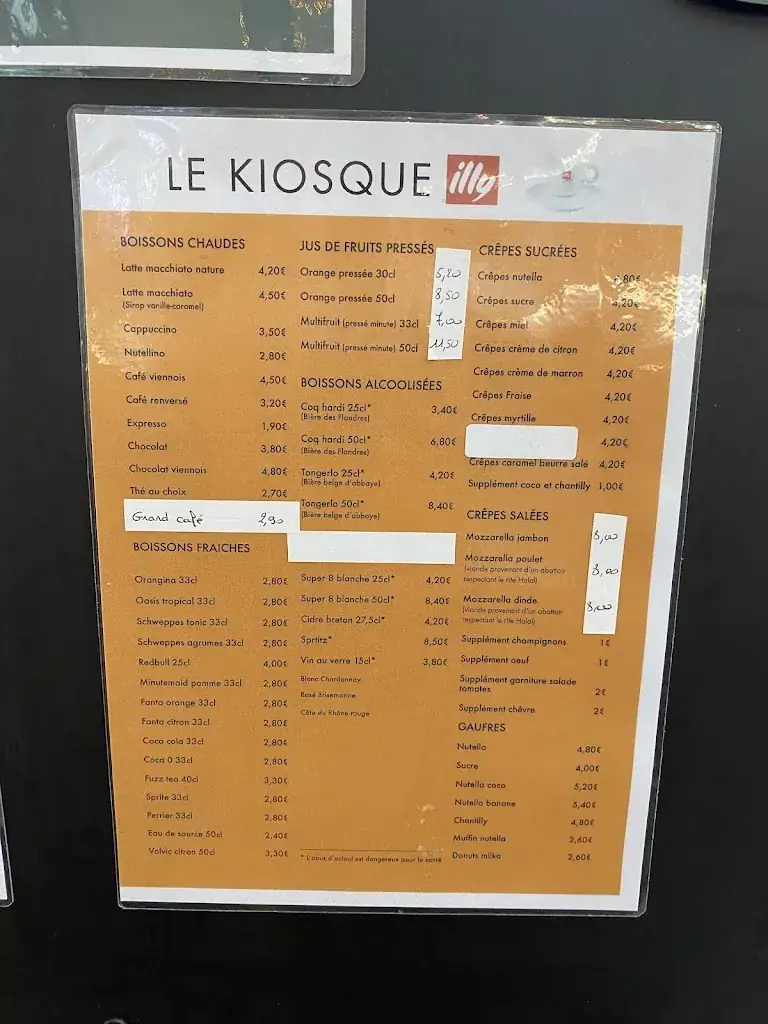 LE KIOSQUE illy
BOISSONS CHAUDES
Latte macchiato nature 4,20€
Latte macchiato 4,50€
(Sirop vanille-caramel)
Cappuccino 3,50€
Nutellino 2,80€
Café viennois 4,50€
Café renversé 3,20€
Expresso 1,90€
Chocolat 3,80€
Chocolat viennois 4,80€
Thé au choix 2,70€
Grand café 2,90
BOISSONS FRAICHES
Orangina 33cl 2,80€
Oasis tropical 33cl 2,80€
Schweppes tonic 33cl 2,80€
Schweppes agrumes 33cl 2,80€
Redbull 25cl 4,00€
Minutemaid pomme 33cl 2,80€
Fanta orange 33cl 2,80€
Fanta citron 33cl 2,80€
Coca cola 33cl 2,80€
Coca 0 33cl 2,80€
Fuzz tea 40cl 3,30€
Sprite 33cl 2,80€
Perrier 33cl 2,80€
Eau de source 50cl 2,40€
Volvic citron 50cl 3,30€
JUS DE FRUITS PRESSÉS
Orange pressée 30cl 5,20
Orange pressée 50cl 8,50
Multifruit (pressé minute) 33cl 7,00
Multifruit (pressé minute) 50cl 11,50
BOISSONS ALCOOLISÉES
Coq hardi 25cl* 3,40€
(Bière des Flandres)
Coq hardi 50cl* 6,80€
(Bière des Flandres)
Tongerlo 25cl* 4,20€
(Bière belge d'abbaye)
Tongerlo 50cl* 8,40€
(Bière belge d'abbaye)
Super 8 blanche 25cl* 4,20€
Super 8 blanche 50cl* 8,40€
Cidre breton 27,5cl* 4,20€
Sprtitz* 8,50€
Vin au verre 15cl* 3,80€
Blanc Chardonnay
Rosé Brisemarine
Côte du Rhône rouge
* L'abus d'aclool est dangereux pour la santé
CRÊPES SUCRÉES
Crêpes nutella 4,80€
Crêpes sucre 4,20€
Crêpes miel 4,20€
Crêpes crème de citron 4,20€
Crêpes crème de marron 4,20€
Crêpes Fraise 4,20€
Crêpes myrtille 4,20€
4,20€
Crêpes caramel beurre salé 4,20€
Supplément coco et chantilly 1,00€
CRÊPES SALÉES
Mozzarella jambon 8,00
Mozzarella poulet 8,00
(viande provenant d'un abattoir
respectant le rite Halal)
Mozzarella dinde 8,00
(viande provenant d'un abattoir
respectant le rite Halal)
Supplément champignons 1€
Supplément oeuf 1€
Supplément garniture salade
tomates 2€
Supplément chèvre 2€
GAUFRES
Nutella 4,80€
Sucre 4,00€
Nutella coco 5,20€
Nutella banane 5,40€
Chantilly 4,80€
Muffin nutella 2,60€
Donuts milka 2,60€